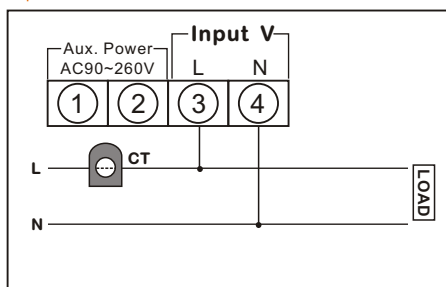 Input V
Aux. Power
AC90~260V
L N
1 2 3 4
L CT
N
LOAD